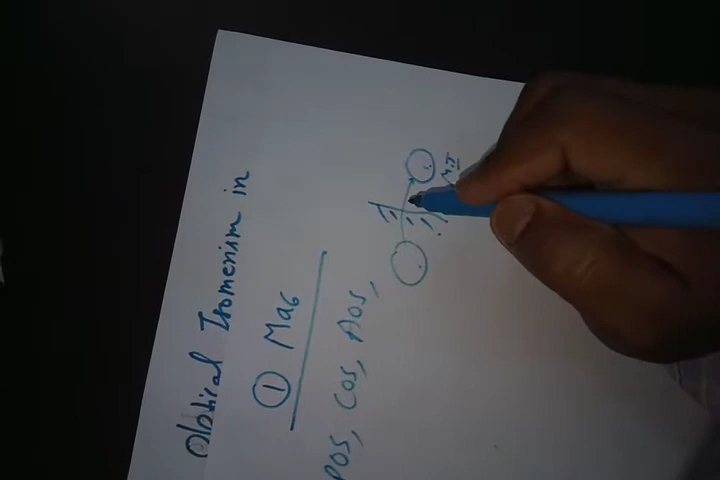 Optical Isomerism in
① Ma6
POS, COS, AOS,
M.I